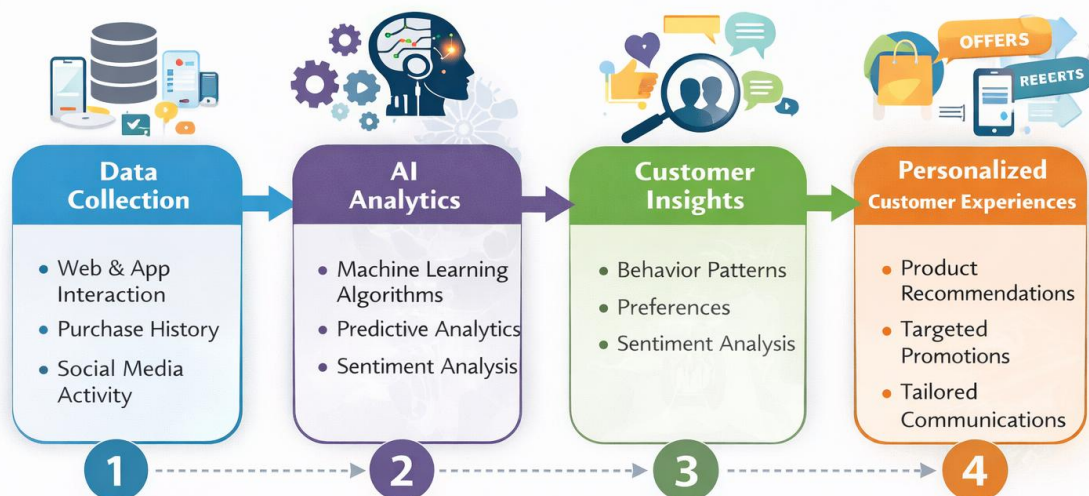 OFFERS
REEERTS
Data
Collection
• Web & App
Interaction
• Purchase History
• Social Media
Activity
AI
Analytics
• Machine Learning
Algorithms
• Predictive Analytics
• Sentiment Analysis
Customer
Insights
• Behavior Patterns
• Preferences
• Sentiment Analysis
Personalized
Customer Experiences
• Product
Recommendations
• Targeted
Promotions
• Tailored
Communications
1
2
3
4